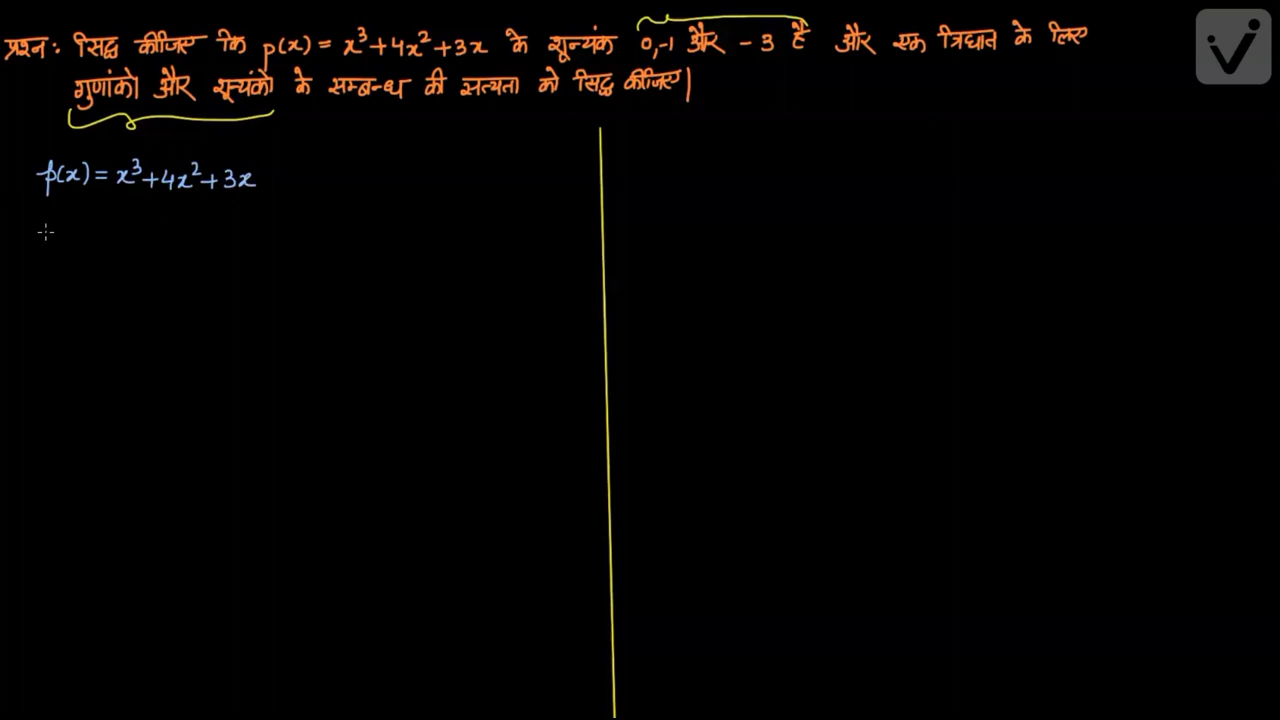 प्रश्न: सिद्ध कीजिए कि p(x) = x³+4x²+3x के शून्यंक 0,-1 और -3 है और एक त्रिघात के लिए
गुणांको और शून्यंको के सम्बन्ध की सत्यता को सिद्ध कीजिए|
p(x) = x³+4x²+3x